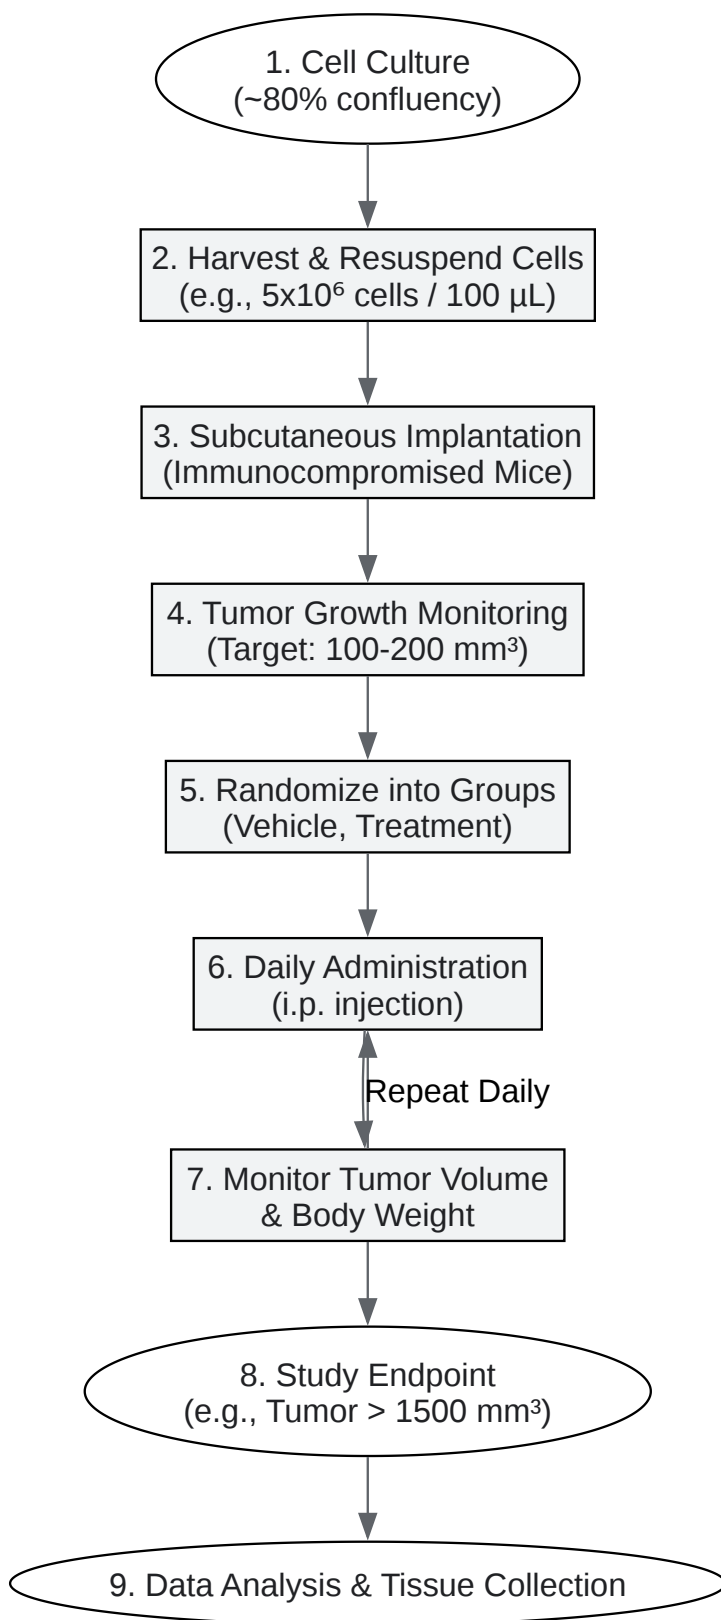 1. Cell Culture
(~80% confluency)
2. Harvest & Resuspend Cells
(e.g., 5x10⁶ cells / 100 µL)
3. Subcutaneous Implantation
(Immunocompromised Mice)
4. Tumor Growth Monitoring
(Target: 100-200 mm³)
5. Randomize into Groups
(Vehicle, Treatment)
6. Daily Administration
(i.p. injection)
Repeat Daily
7. Monitor Tumor Volume
& Body Weight
8. Study Endpoint
(e.g., Tumor > 1500 mm³)
9. Data Analysis & Tissue Collection